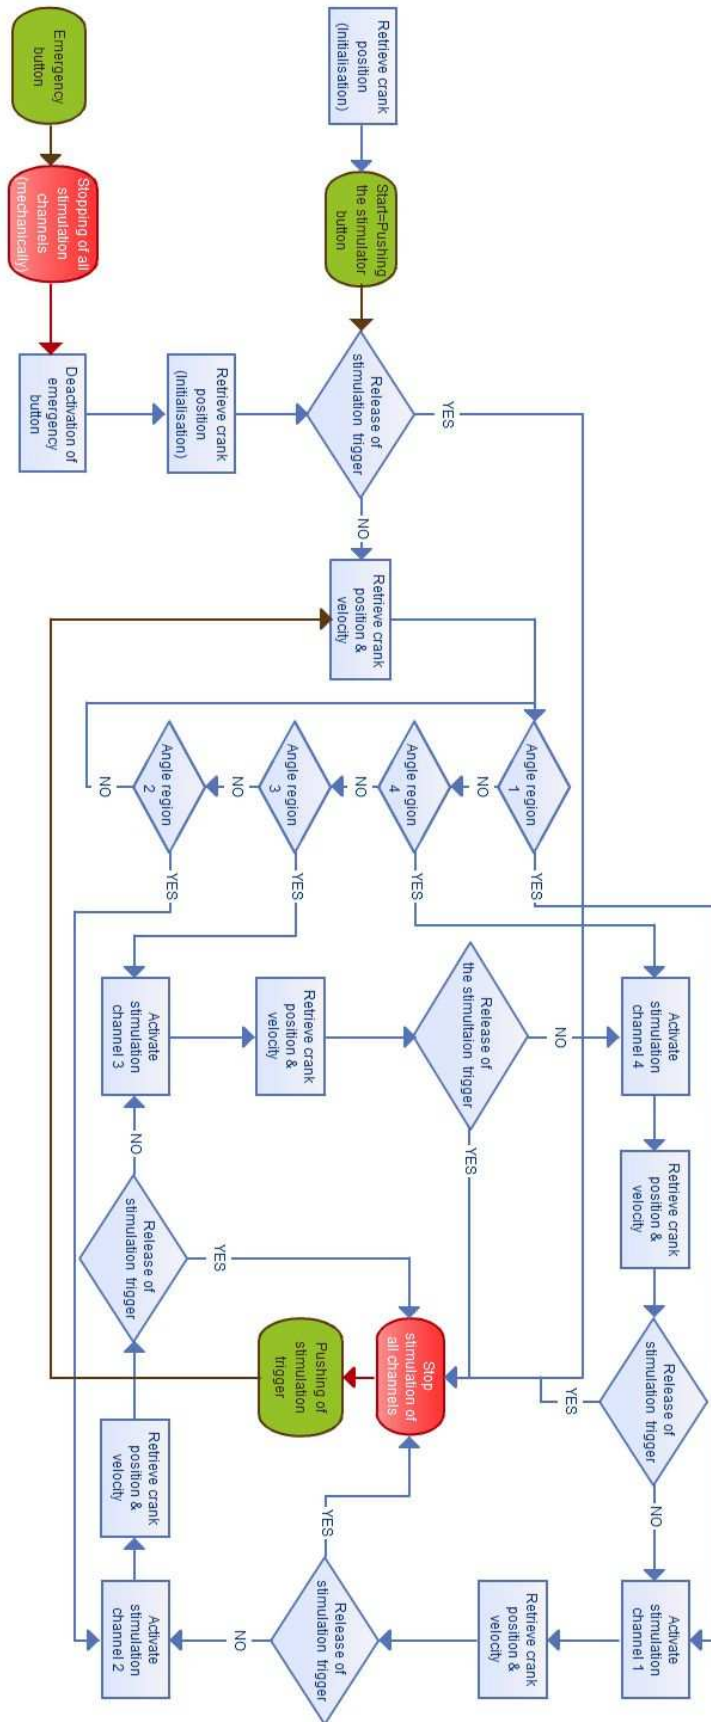 Retrieve crank
position
(Initialisation)
Start=Pushing
the stimulator
button
Emergency
button
Stopping of all
stimulation
channels
(mechanically)
Deactivation of
emergency
button
Retrieve crank
position
(Initialisation)
Release of
stimulation trigger
YES
NO
Retrieve crank
position &
velocity
Angle region
1
YES
NO
Angle region
4
YES
NO
Angle region
3
YES
NO
Angle region
2
YES
NO
Activate
stimulation
channel 4
Retrieve crank
position &
velocity
Release of
stimulation trigger
YES
NO
Activate
stimulation
channel 1
Retrieve crank
position &
velocity
Release of
stimulation trigger
YES
NO
Activate
stimulation
channel 2
Retrieve crank
position &
velocity
Release of
stimulation trigger
YES
NO
Activate
stimulation
channel 3
Retrieve crank
position &
velocity
Release of
the stimultaion trigger
NO
YES
Stop
stimulation of
all channels
Pushing of
stimulation
trigger